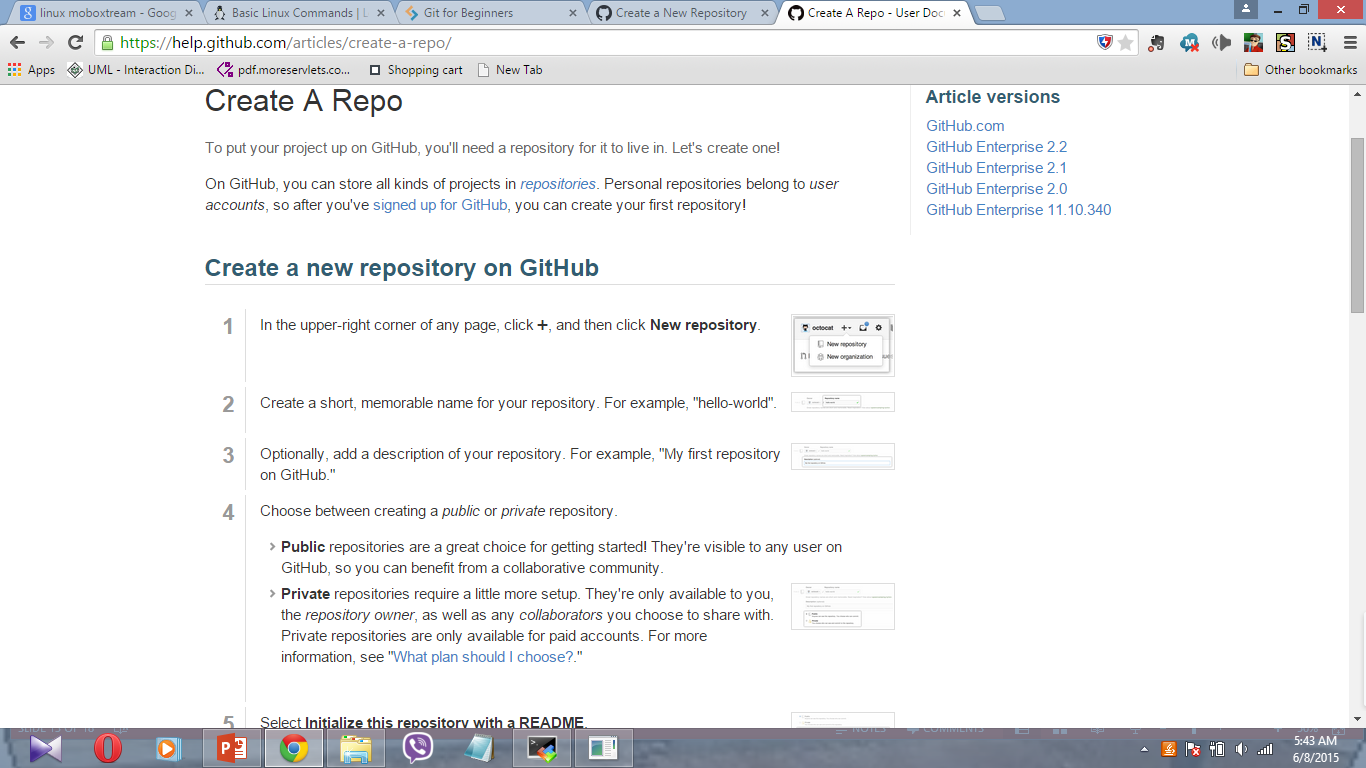 linux moboxtream - Goog
Basic Linux Commands | L
Git for Beginners
Create a New Repository
Create A Repo - User Doc
https://help.github.com/articles/create-a-repo/
Apps
UML - Interaction Di...
pdf.moreservlets.co...
Shopping cart
New Tab
Other bookmarks
Create A Repo
To put your project up on GitHub, you'll need a repository for it to live in. Let's create one!
On GitHub, you can store all kinds of projects in repositories. Personal repositories belong to user
accounts, so after you've signed up for GitHub, you can create your first repository!
Article versions
GitHub.com
GitHub Enterprise 2.2
GitHub Enterprise 2.1
GitHub Enterprise 2.0
GitHub Enterprise 11.10.340
Create a new repository on GitHub
1 In the upper-right corner of any page, click +, and then click New repository.
octocat
New repository
New organization
2 Create a short, memorable name for your repository. For example, "hello-world".
3 Optionally, add a description of your repository. For example, "My first repository
on GitHub."
4 Choose between creating a public or private repository.
Public repositories are a great choice for getting started! They're visible to any user on
GitHub, so you can benefit from a collaborative community.
Private repositories require a little more setup. They're only available to you,
the repository owner, as well as any collaborators you choose to share with.
Private repositories are only available for paid accounts. For more
information, see "What plan should I choose?."
5 Select Initialize this repository with a README.
NOTES
COMMENTS
5:43 AM
6/8/2015